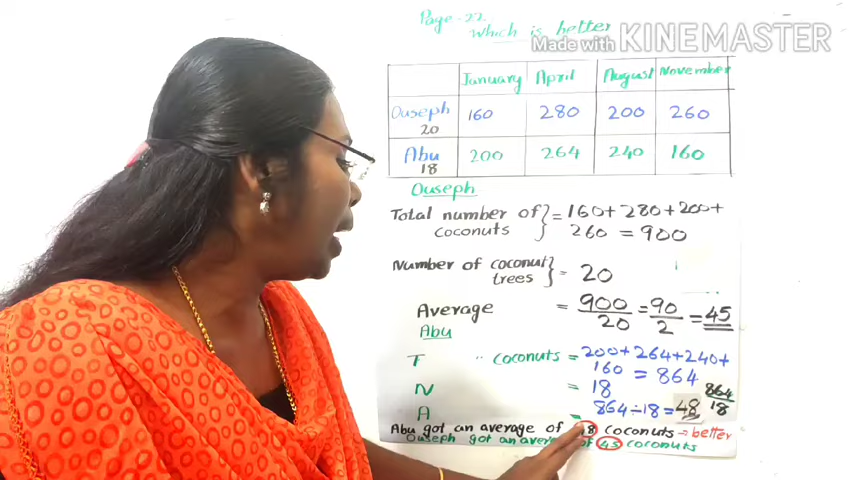 Page-22
Which is better
Made with KINEMASTER
January April August November
Ouseph 20 160 280 200 260
Abu 18 200 264 240 160
Ouseph
Total number of coconuts } = 160+280+200+
260 = 900
Number of coconut trees } = 20
Average = 900/20 = 90/2 = 45
Abu
T " coconuts = 200+264+240+
160 = 864
N = 18
864/18
A = 864÷18 = 48
Abu got an average of 48 coconuts = better
Ouseph got an average of 45 coconuts